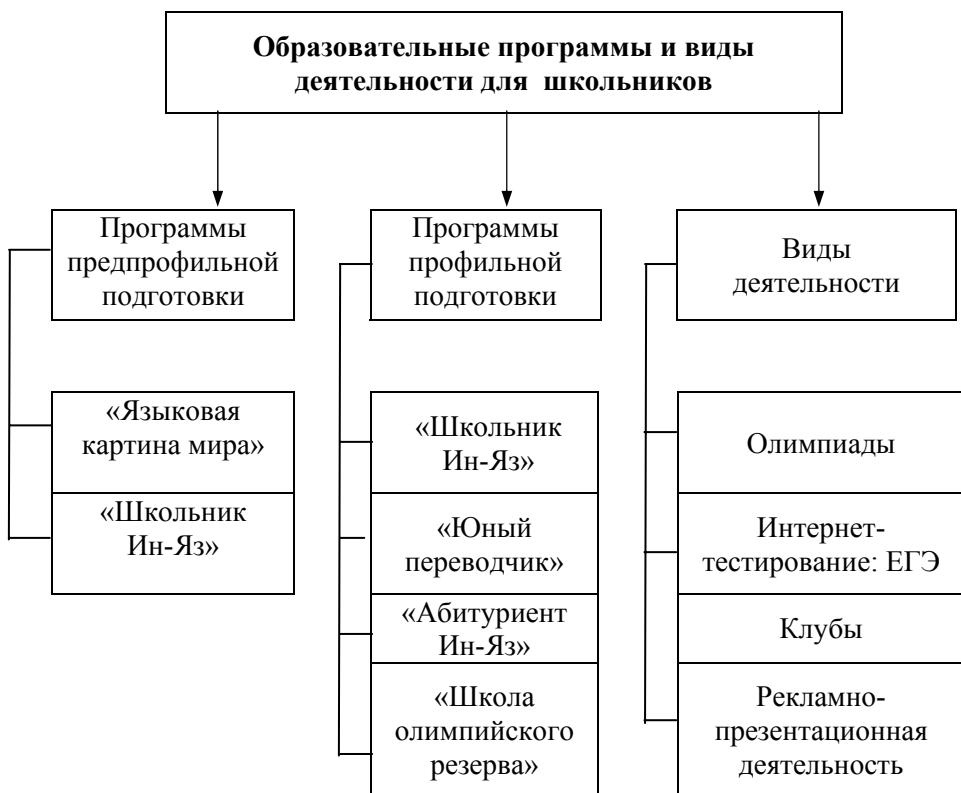 Образовательные программы и виды
деятельности для школьников
Программы
предпрофильной
подготовки
«Языковая
картина мира»
«Школьник
Ин-Яз»
Программы
профильной
подготовки
«Школьник
Ин-Яз»
«Юный
переводчик»
«Абитуриент
Ин-Яз»
«Школа
олимпийского
резерва»
Виды
деятельности
Олимпиады
Интернет-
тестирование: ЕГЭ
Клубы
Рекламно-
презентационная
деятельность